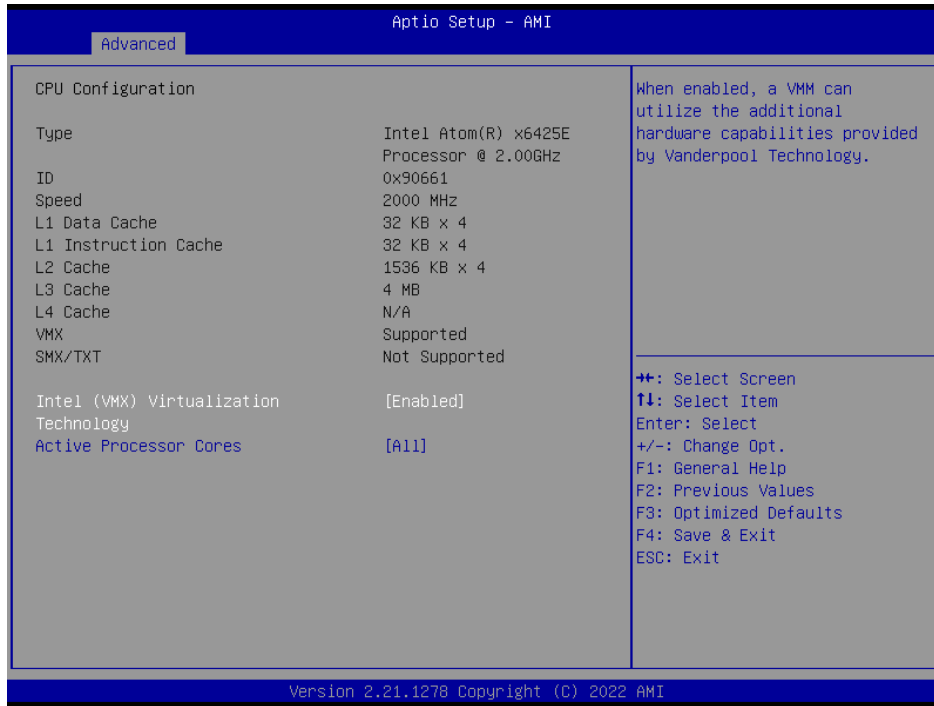 Aptio Setup – AMI
Advanced
CPU Configuration
Type Intel Atom(R) x6425E
Processor @ 2.00GHz
ID 0x90661
Speed 2000 MHz
L1 Data Cache 32 KB x 4
L1 Instruction Cache 32 KB x 4
L2 Cache 1536 KB x 4
L3 Cache 4 MB
L4 Cache N/A
VMX Supported
SMX/TXT Not Supported
Intel (VMX) Virtualization [Enabled]
Technology
Active Processor Cores [All]
When enabled, a VMM can
utilize the additional
hardware capabilities provided
by Vanderpool Technology.
→←: Select Screen
↑↓: Select Item
Enter: Select
+/-: Change Opt.
F1: General Help
F2: Previous Values
F3: Optimized Defaults
F4: Save & Exit
ESC: Exit
Version 2.21.1278 Copyright (C) 2022 AMI